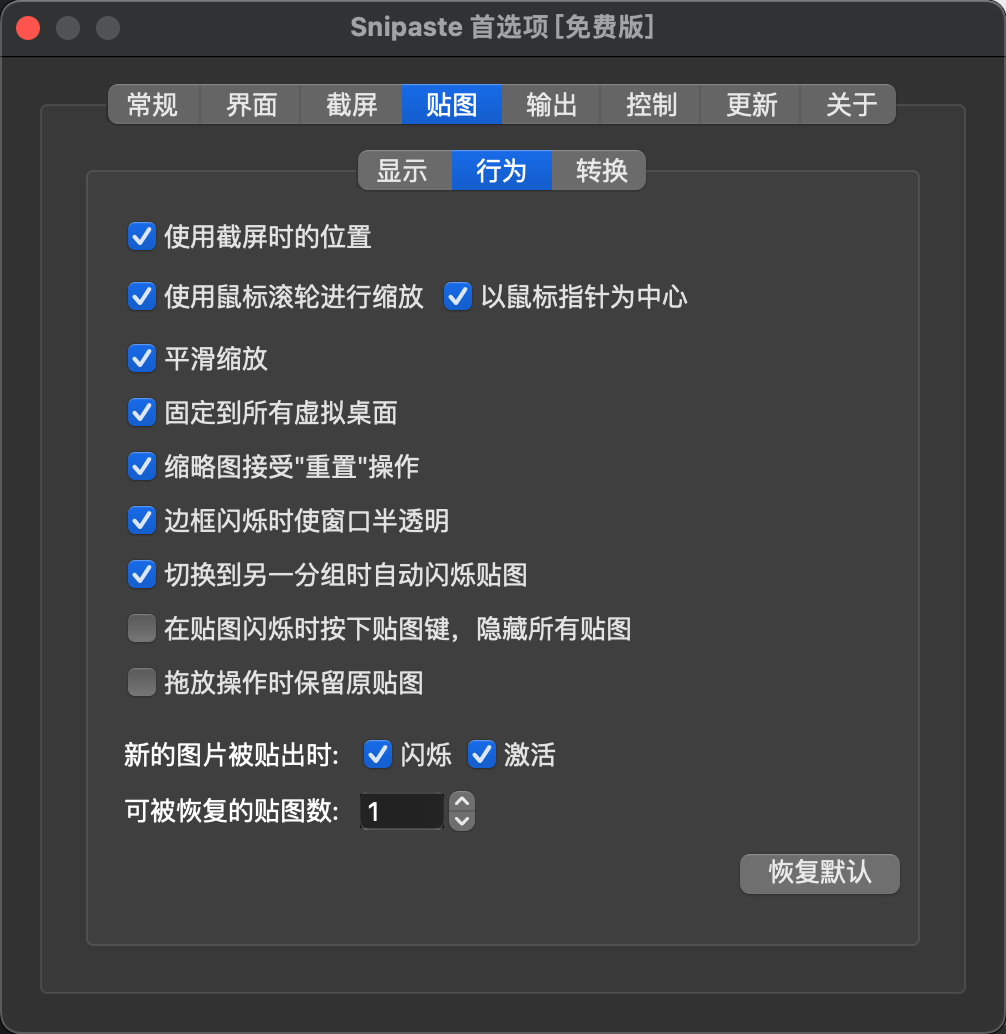 Snipaste 首选项 [免费版]
常规 界面 截屏 贴图 输出 控制 更新 关于
显示 行为 转换
使用截屏时的位置
使用鼠标滚轮进行缩放 以鼠标指针为中心
平滑缩放
固定到所有虚拟桌面
缩略图接受"重置"操作
边框闪烁时使窗口半透明
切换到另一分组时自动闪烁贴图
在贴图闪烁时按下贴图键，隐藏所有贴图
拖放操作时保留原贴图
新的图片被贴出时: 闪烁 激活
可被恢复的贴图数: 1
恢复默认